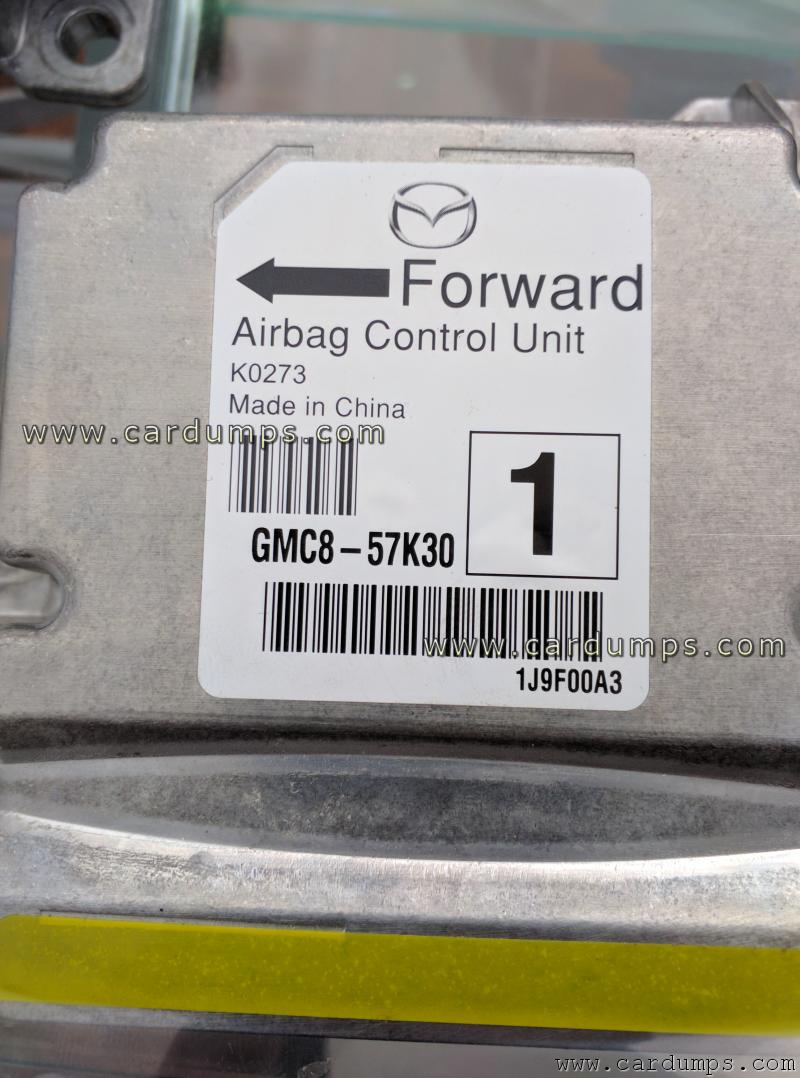 Forward
Airbag Control Unit
K0273
Made in China
www.cardumps.com
1
GMC8-57K30
www.cardumps.com
1J9F00A3
www.cardumps.com